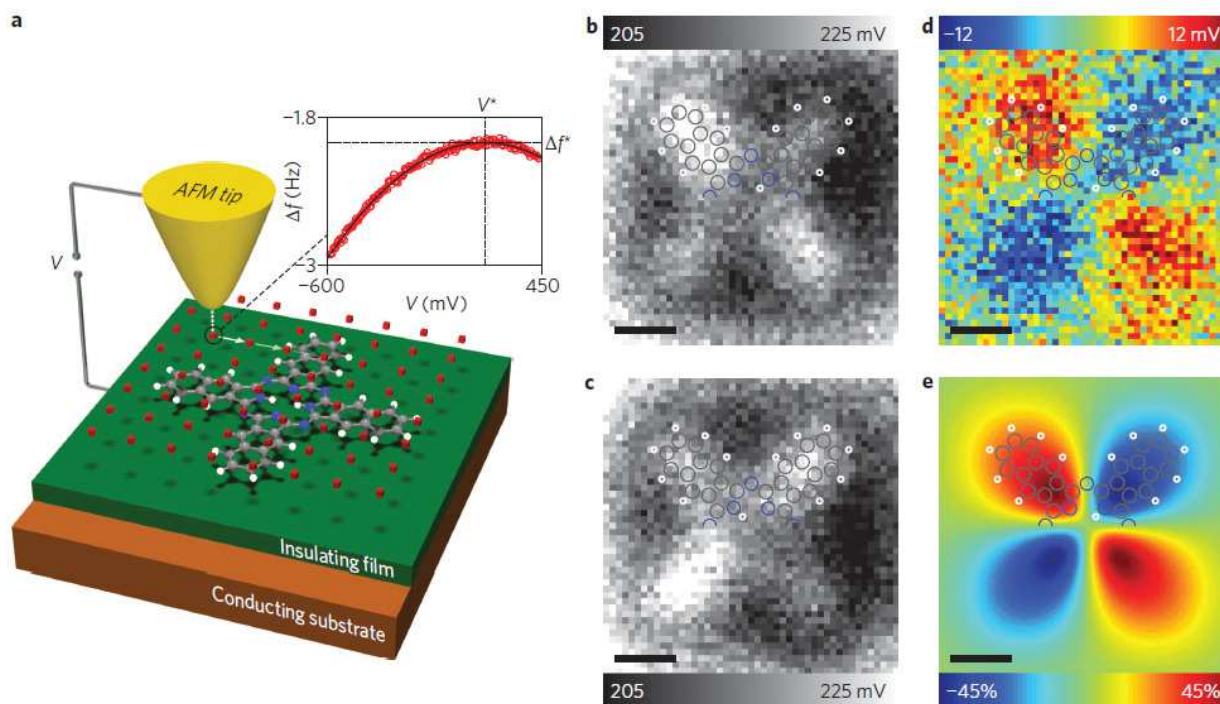 a
AFM tip
V
V*
−1.8
Δf*
Δf (Hz)
−3
−600
450
V (mV)
Insulating film
Conducting substrate
b
205
225 mV
c
205
225 mV
d
−12
12 mV
e
−45%
45%